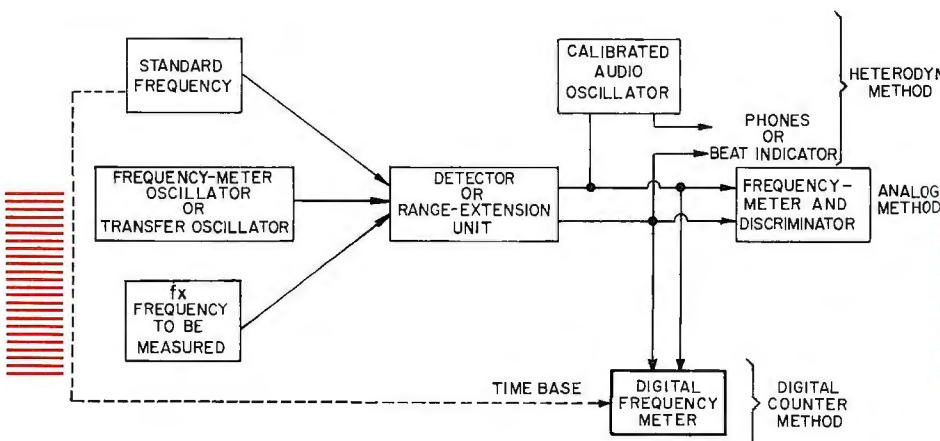 STANDARD
FREQUENCY
FREQUENCY-METER
OSCILLATOR
OR
TRANSFER OSCILLATOR
fx
FREQUENCY
TO BE
MEASURED
DETECTOR
OR
RANGE-EXTENSION
UNIT
CALIBRATED
AUDIO
OSCILLATOR
PHONES
OR
BEAT INDICATOR
HETERODYN
METHOD
FREQUENCY-
METER AND
DISCRIMINATOR
ANALOG
METHOD
TIME BASE
DIGITAL
FREQUENCY
METER
DIGITAL
COUNTER
METHOD